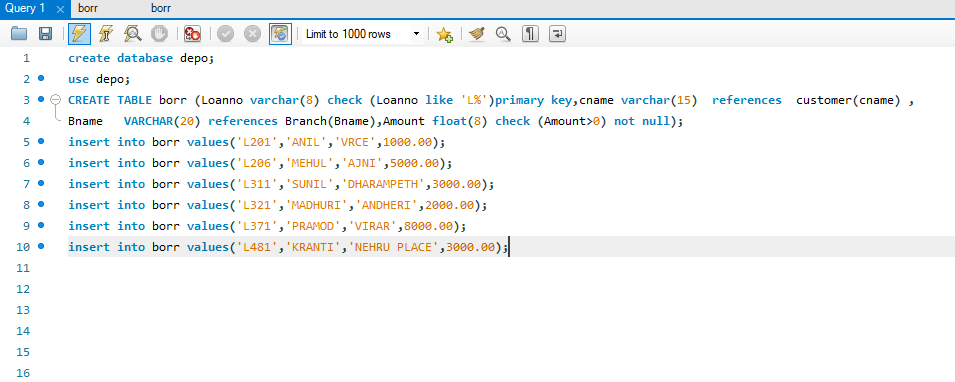 Query 1 borr borr
Limit to 1000 rows
1 create database depo;
2 use depo;
3 CREATE TABLE borr (Loanno varchar(8) check (Loanno like 'L%')primary key,cname varchar(15)  references  customer(cname) ,
4 Bname   VARCHAR(20) references Branch(Bname),Amount float(8) check (Amount>0) not null);
5 insert into borr values('L201','ANIL','VRCE',1000.00);
6 insert into borr values('L206','MEHUL','AJNI',5000.00);
7 insert into borr values('L311','SUNIL','DHARAMPETH',3000.00);
8 insert into borr values('L321','MADHURI','ANDHERI',2000.00);
9 insert into borr values('L371','PRAMOD','VIRAR',8000.00);
10 insert into borr values('L481','KRANTI','NEHRU PLACE',3000.00);
11
12
13
14
15
16